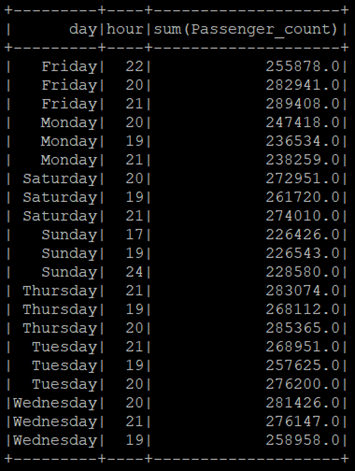 +---------+----+--------------------+
|      day|hour|sum(Passenger_count)|
+---------+----+--------------------+
|   Friday|  22|            255878.0|
|   Friday|  20|            282941.0|
|   Friday|  21|            289408.0|
|   Monday|  20|            247418.0|
|   Monday|  19|            236534.0|
|   Monday|  21|            238259.0|
| Saturday|  20|            272951.0|
| Saturday|  19|            261720.0|
| Saturday|  21|            274010.0|
|   Sunday|  17|            226426.0|
|   Sunday|  19|            226543.0|
|   Sunday|  24|            228580.0|
| Thursday|  21|            283074.0|
| Thursday|  19|            268112.0|
| Thursday|  20|            285365.0|
|  Tuesday|  21|            268951.0|
|  Tuesday|  19|            257625.0|
|  Tuesday|  20|            276200.0|
|Wednesday|  20|            281426.0|
|Wednesday|  21|            276147.0|
|Wednesday|  19|            258958.0|
+---------+----+--------------------+